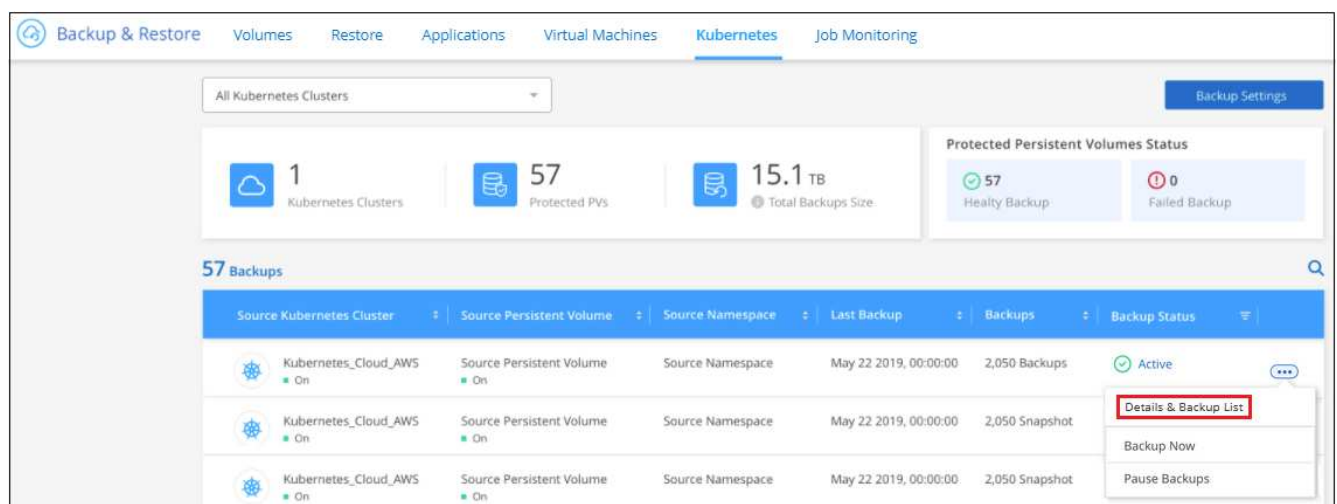 Backup & Restore Volumes Restore Applications Virtual Machines Kubernetes Job Monitoring
All Kubernetes Clusters Backup Settings
Protected Persistent Volumes Status
1 57 15.1 TB 57 0
Kubernetes Clusters Protected PVs Total Backups Size Healty Backup Failed Backup
57 Backups
Source Kubernetes Cluster Source Persistent Volume Source Namespace Last Backup Backups Backup Status
Kubernetes_Cloud_AWS Source Persistent Volume Source Namespace May 22 2019, 00:00:00 2,050 Backups Active
On On
Details & Backup List
Kubernetes_Cloud_AWS Source Persistent Volume Source Namespace May 22 2019, 00:00:00 2,050 Snapshot
On On
Backup Now
Kubernetes_Cloud_AWS Source Persistent Volume Source Namespace May 22 2019, 00:00:00 2,050 Snapshot Pause Backups
On On